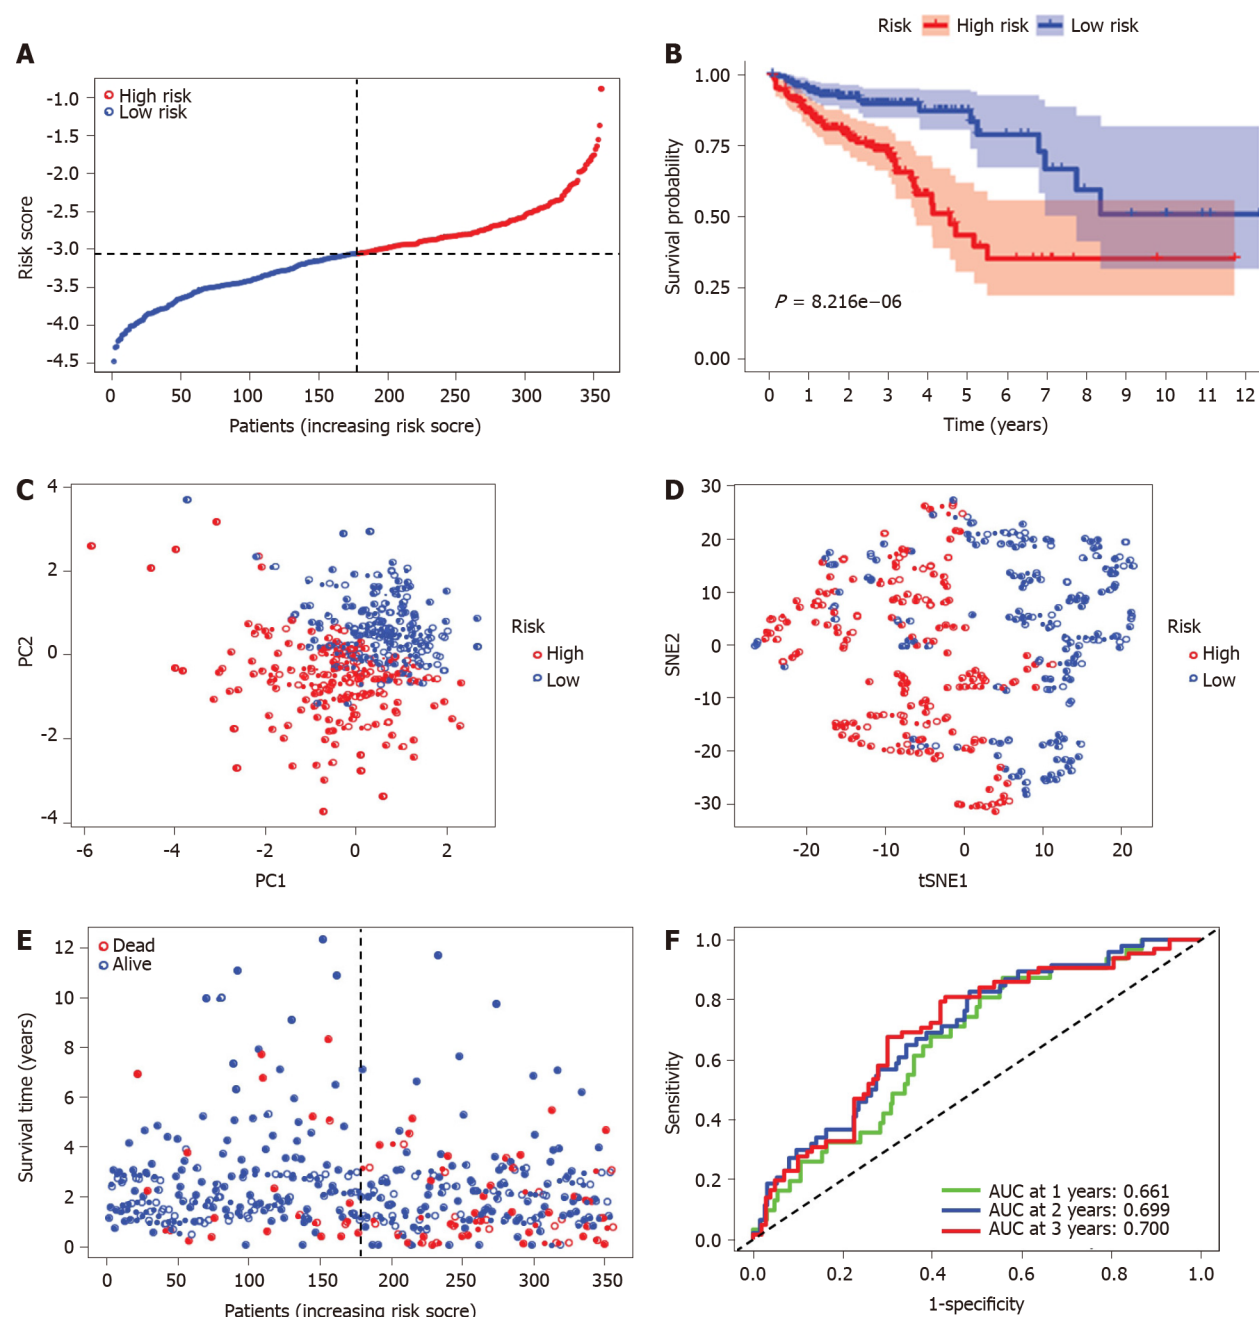 A
High risk
Low risk
-1.0
-1.5
-2.0
-2.5
-3.0
-3.5
-4.0
-4.5
Risk score
0 50 100 150 200 250 300 350
Patients (increasing risk socre)
Risk High risk Low risk
B
1.00
0.75
0.50
0.25
0.00
Survival probability
P = 8.216e−06
0 1 2 3 4 5 6 7 8 9 10 11 12
Time (years)
C
4
2
0
-2
-4
PC2
-6 -4 -2 0 2
PC1
Risk
High
Low
D
30
20
10
0
-10
-20
-30
SNE2
-20 -10 0 10 20
tSNE1
Risk
High
Low
E
Dead
Alive
12
10
8
6
4
2
0
Survival time (years)
0 50 100 150 200 250 300 350
Patients (increasing risk socre)
F
1.0
0.8
0.6
0.4
0.2
0.0
Sensitivity
AUC at 1 years: 0.661
AUC at 2 years: 0.699
AUC at 3 years: 0.700
0.0 0.2 0.4 0.6 0.8 1.0
1-specificity